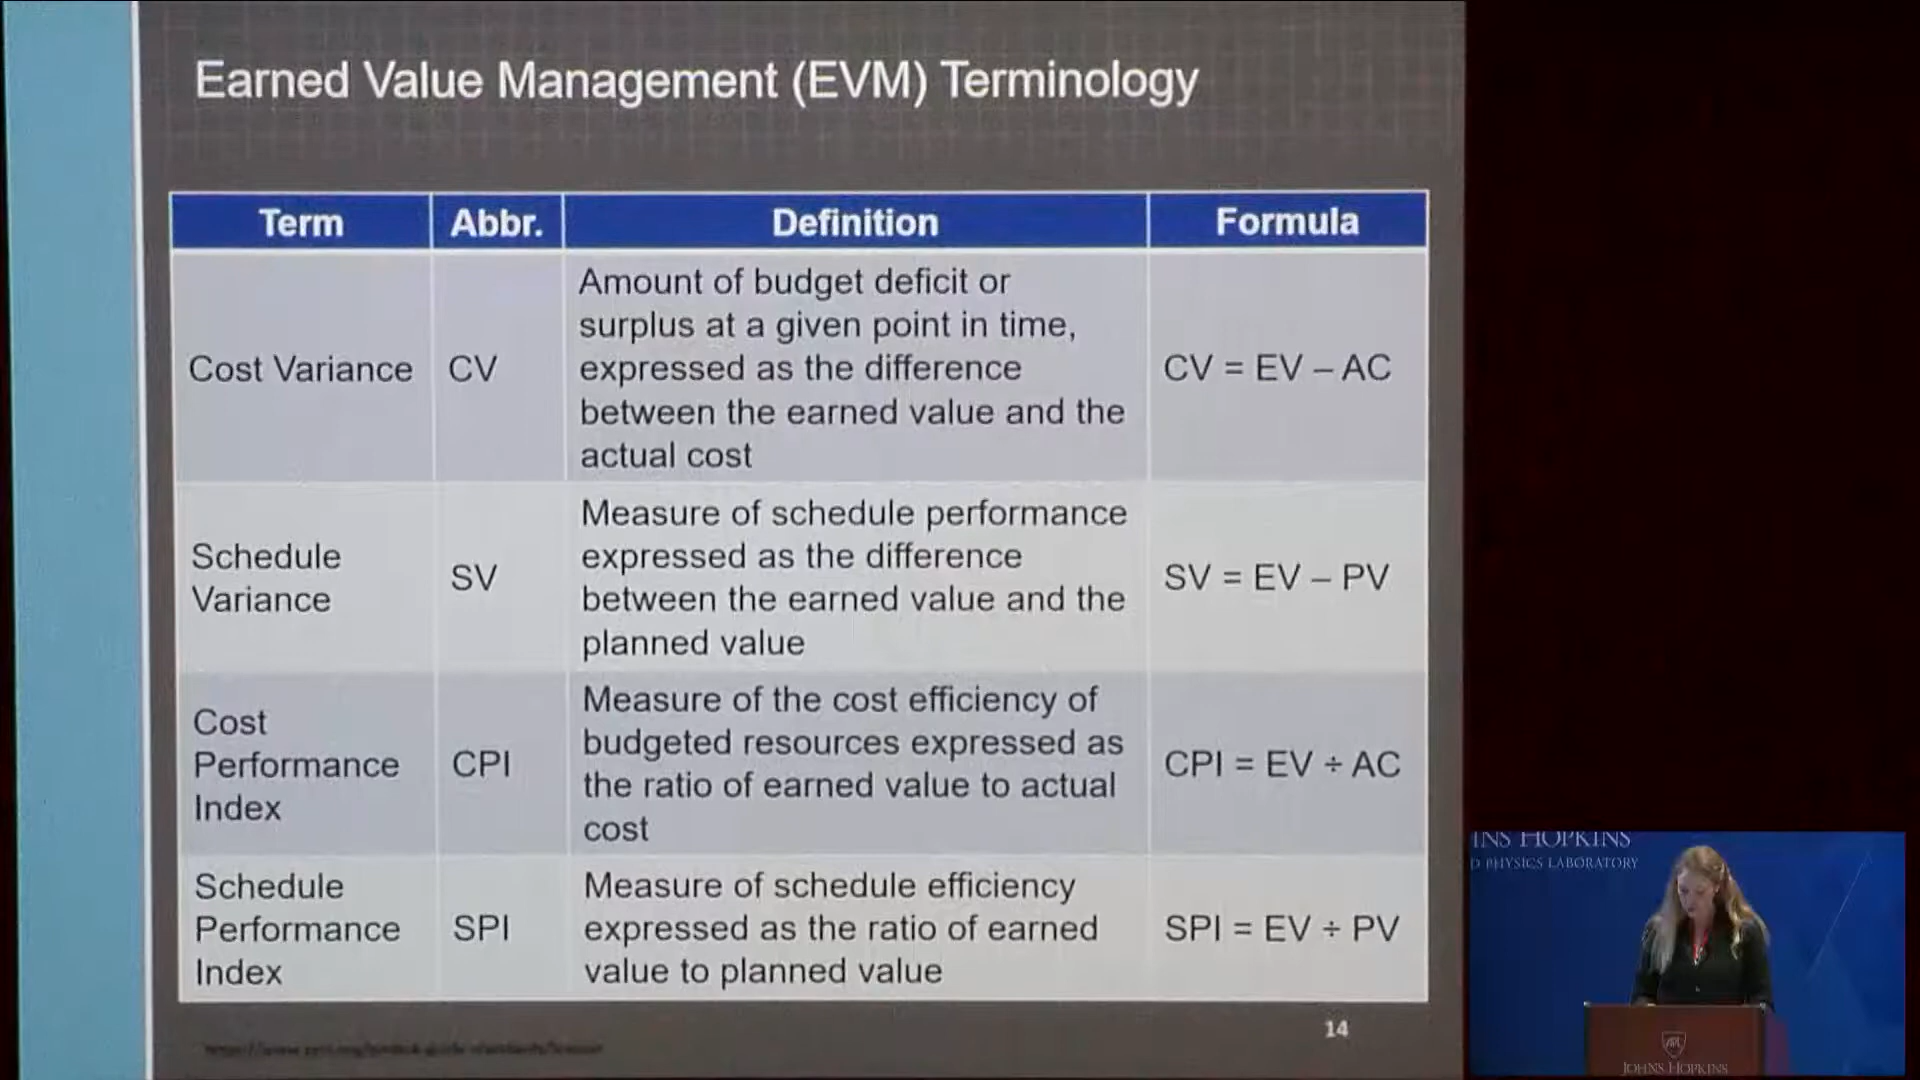 Earned Value Management (EVM) Terminology
Term Abbr. Definition Formula
Cost Variance CV Amount of budget deficit or
surplus at a given point in time,
expressed as the difference
between the earned value and the
actual cost
CV = EV – AC
Schedule
Variance
SV
Measure of schedule performance
expressed as the difference
between the earned value and the
planned value
SV = EV – PV
Cost
Performance
Index
CPI
Measure of the cost efficiency of
budgeted resources expressed as
the ratio of earned value to actual
cost
CPI = EV ÷ AC
Schedule
Performance
Index
SPI
Measure of schedule efficiency
expressed as the ratio of earned
value to planned value
SPI = EV ÷ PV
14
HOPKINS
PHYSICS LABORATORY
APL
JOHNS HOPKINS